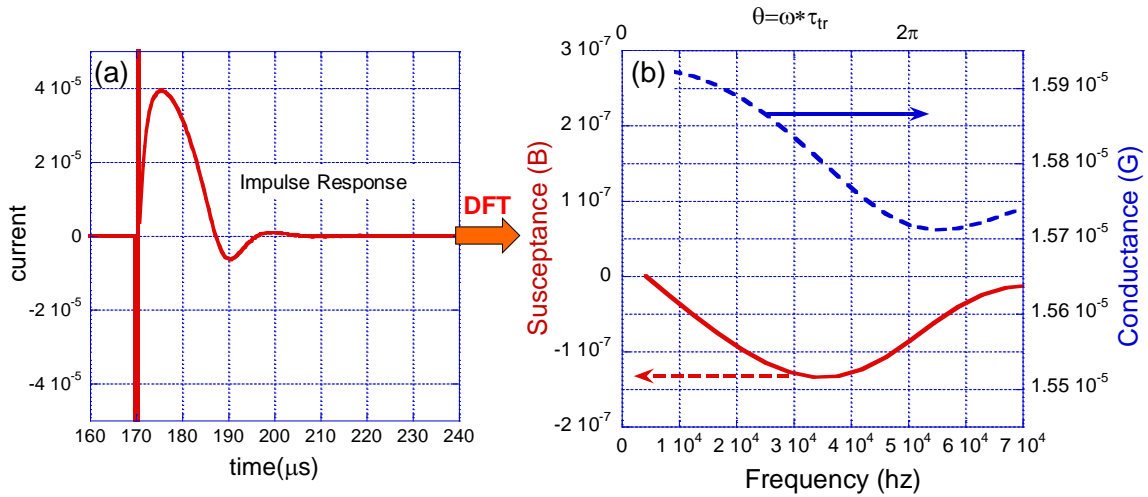 (a)
4 10⁻⁵
2 10⁻⁵
0
-2 10⁻⁵
-4 10⁻⁵
current
Impulse Response
160 170 180 190 200 210 220 230 240
time(μs)
DFT
θ=ω*τtr
0 2π
(b)
3 10⁻⁷
2 10⁻⁷
1 10⁻⁷
0
-1 10⁻⁷
-2 10⁻⁷
Susceptance (B)
1.59 10⁻⁵
1.58 10⁻⁵
1.57 10⁻⁵
1.56 10⁻⁵
1.55 10⁻⁵
Conductance (G)
0 1 10⁴ 2 10⁴ 3 10⁴ 4 10⁴ 5 10⁴ 6 10⁴ 7 10⁴
Frequency (hz)